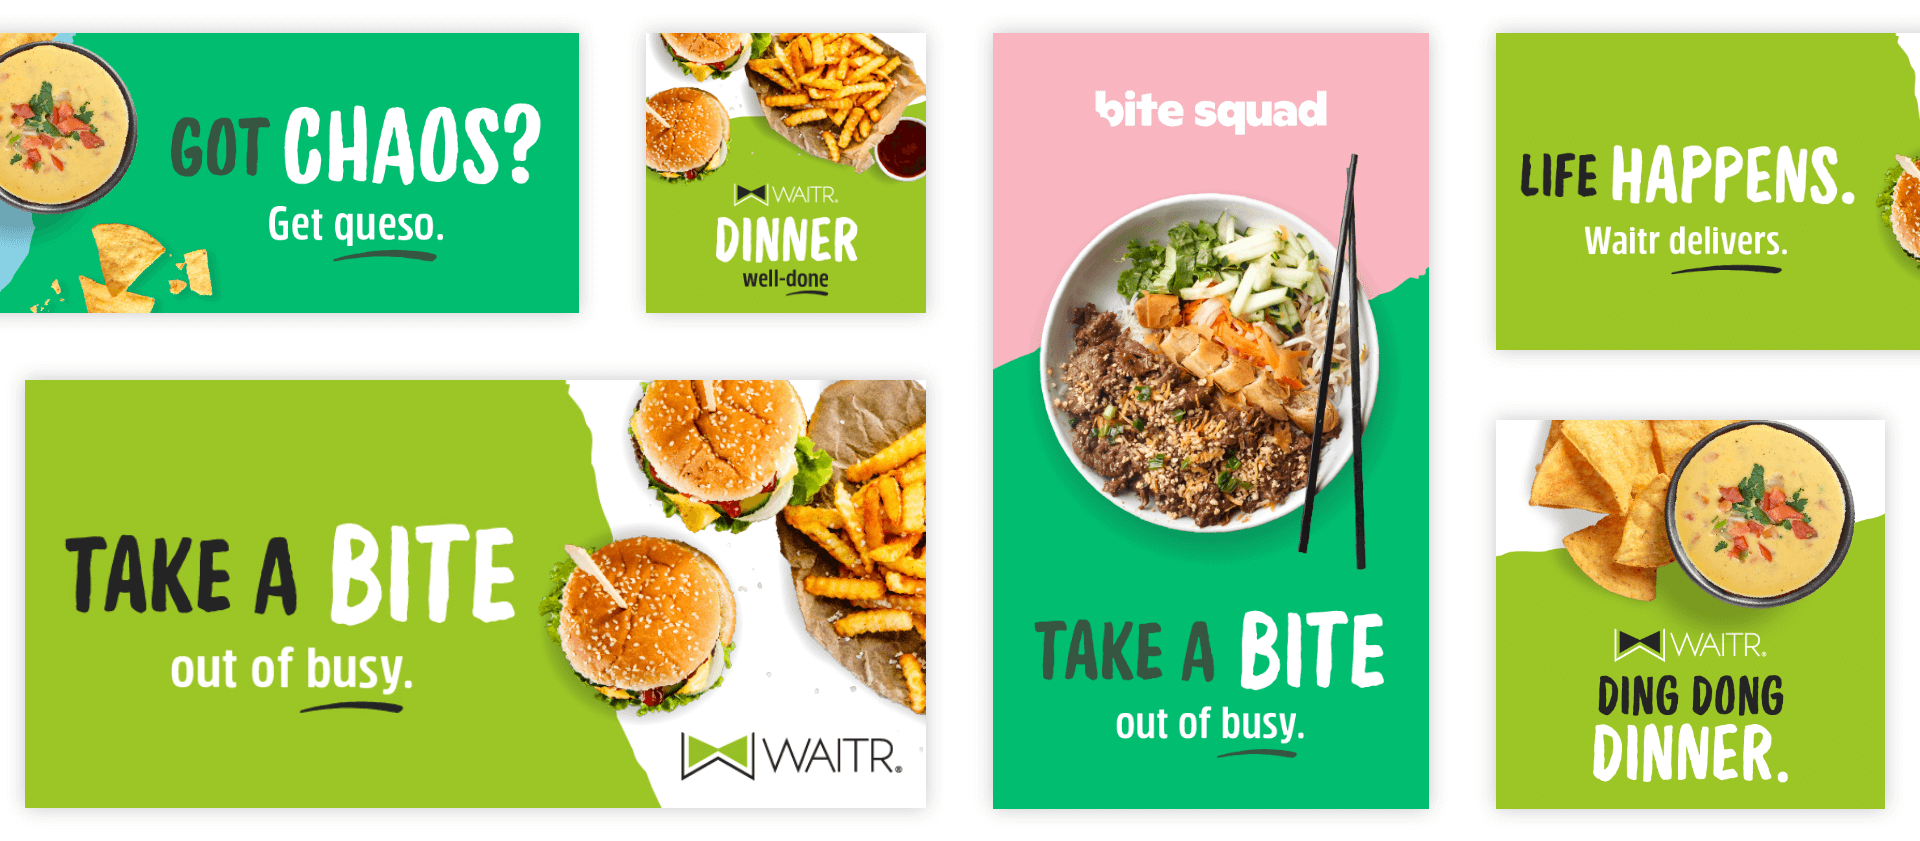 GOT CHAOS?
Get queso.
WAITR®
DINNER
well-done
bite squad
TAKE A BITE
out of busy.
LIFE HAPPENS.
Waitr delivers.
TAKE A BITE
out of busy.
WAITR®
WAITR®
DING DONG
DINNER.